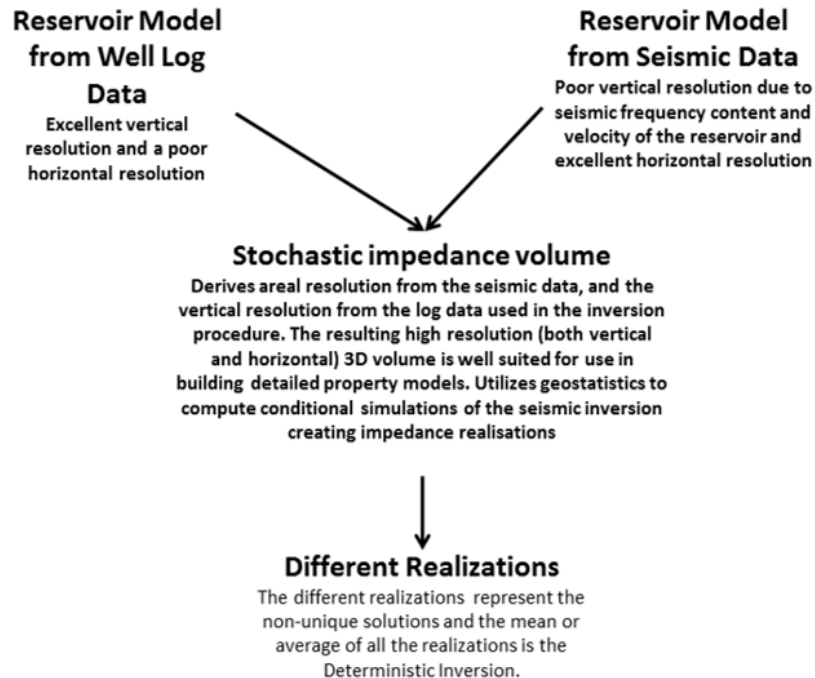 Reservoir Model
from Well Log
Data
Excellent vertical
resolution and a poor
horizontal resolution
Reservoir Model
from Seismic Data
Poor vertical resolution due to
seismic frequency content and
velocity of the reservoir and
excellent horizontal resolution
Stochastic impedance volume
Derives areal resolution from the seismic data, and the
vertical resolution from the log data used in the inversion
procedure. The resulting high resolution (both vertical
and horizontal) 3D volume is well suited for use in
building detailed property models. Utilizes geostatistics to
compute conditional simulations of the seismic inversion
creating impedance realisations
Different Realizations
The different realizations represent the
non-unique solutions and the mean or
average of all the realizations is the
Deterministic Inversion.